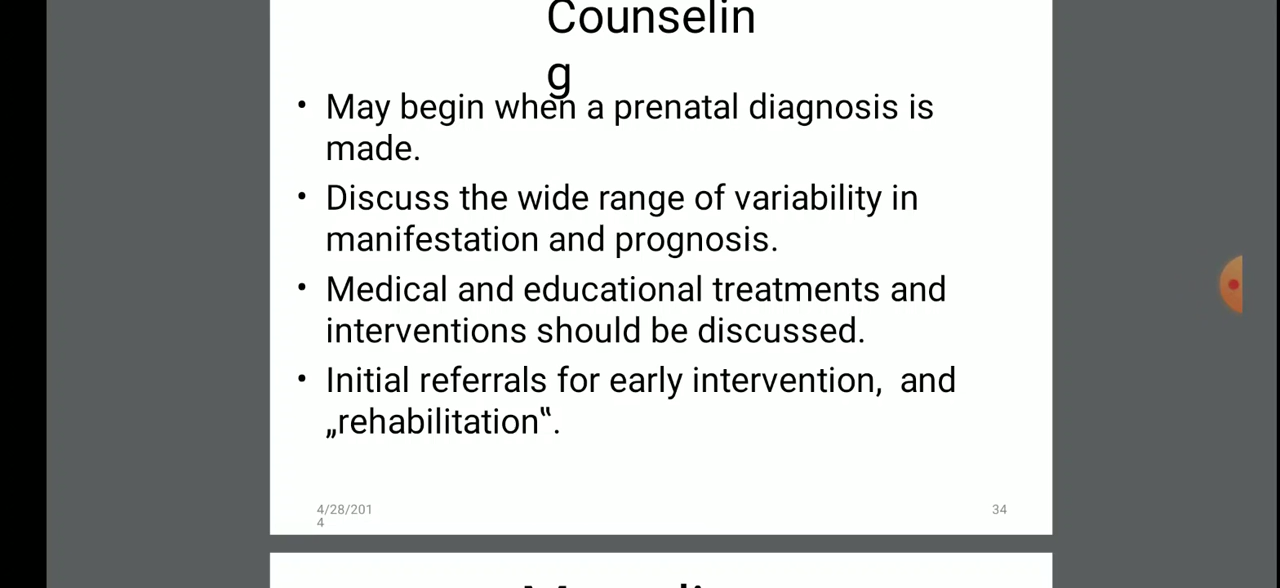 Counselin
g
• May begin when a prenatal diagnosis is
made.
• Discuss the wide range of variability in
manifestation and prognosis.
• Medical and educational treatments and
interventions should be discussed.
• Initial referrals for early intervention,  and
„rehabilitation‟.
4/28/201
4
34